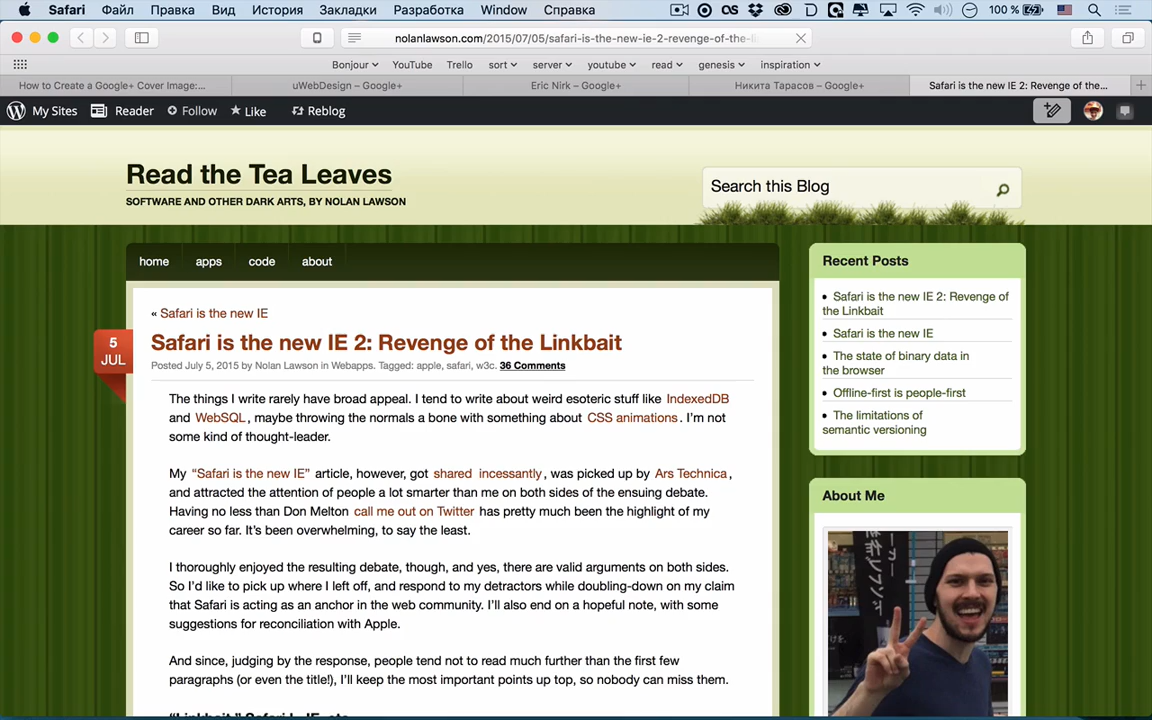 Safari Файл Правка Вид История Закладки Разработка Window Справка 100 %
nolanlawson.com/2015/07/05/safari-is-the-new-ie-2-revenge-of-the-li
Bonjour YouTube Trello sort server youtube read genesis inspiration
How to Create a Google+ Cover Image:... uWebDesign – Google+ Eric Nirk – Google+ Никита Тарасов – Google+ Safari is the new IE 2: Revenge of the...
My Sites Reader Follow Like Reblog
Read the Tea Leaves
SOFTWARE AND OTHER DARK ARTS, BY NOLAN LAWSON
Search this Blog
home apps code about
« Safari is the new IE
5
JUL
Safari is the new IE 2: Revenge of the Linkbait
Posted July 5, 2015 by Nolan Lawson in Webapps. Tagged: apple, safari, w3c. 36 Comments
The things I write rarely have broad appeal. I tend to write about weird esoteric stuff like IndexedDB
and WebSQL, maybe throwing the normals a bone with something about CSS animations. I’m not
some kind of thought-leader.
My “Safari is the new IE” article, however, got shared incessantly, was picked up by Ars Technica,
and attracted the attention of people a lot smarter than me on both sides of the ensuing debate.
Having no less than Don Melton call me out on Twitter has pretty much been the highlight of my
career so far. It’s been overwhelming, to say the least.
I thoroughly enjoyed the resulting debate, though, and yes, there are valid arguments on both sides.
So I’d like to pick up where I left off, and respond to my detractors while doubling-down on my claim
that Safari is acting as an anchor in the web community. I’ll also end on a hopeful note, with some
suggestions for reconciliation with Apple.
And since, judging by the response, people tend not to read much further than the first few
paragraphs (or even the title!), I’ll keep the most important points up top, so nobody can miss them.
Recent Posts
• Safari is the new IE 2: Revenge of
the Linkbait
• Safari is the new IE
• The state of binary data in
the browser
• Offline-first is people-first
• The limitations of
semantic versioning
About Me